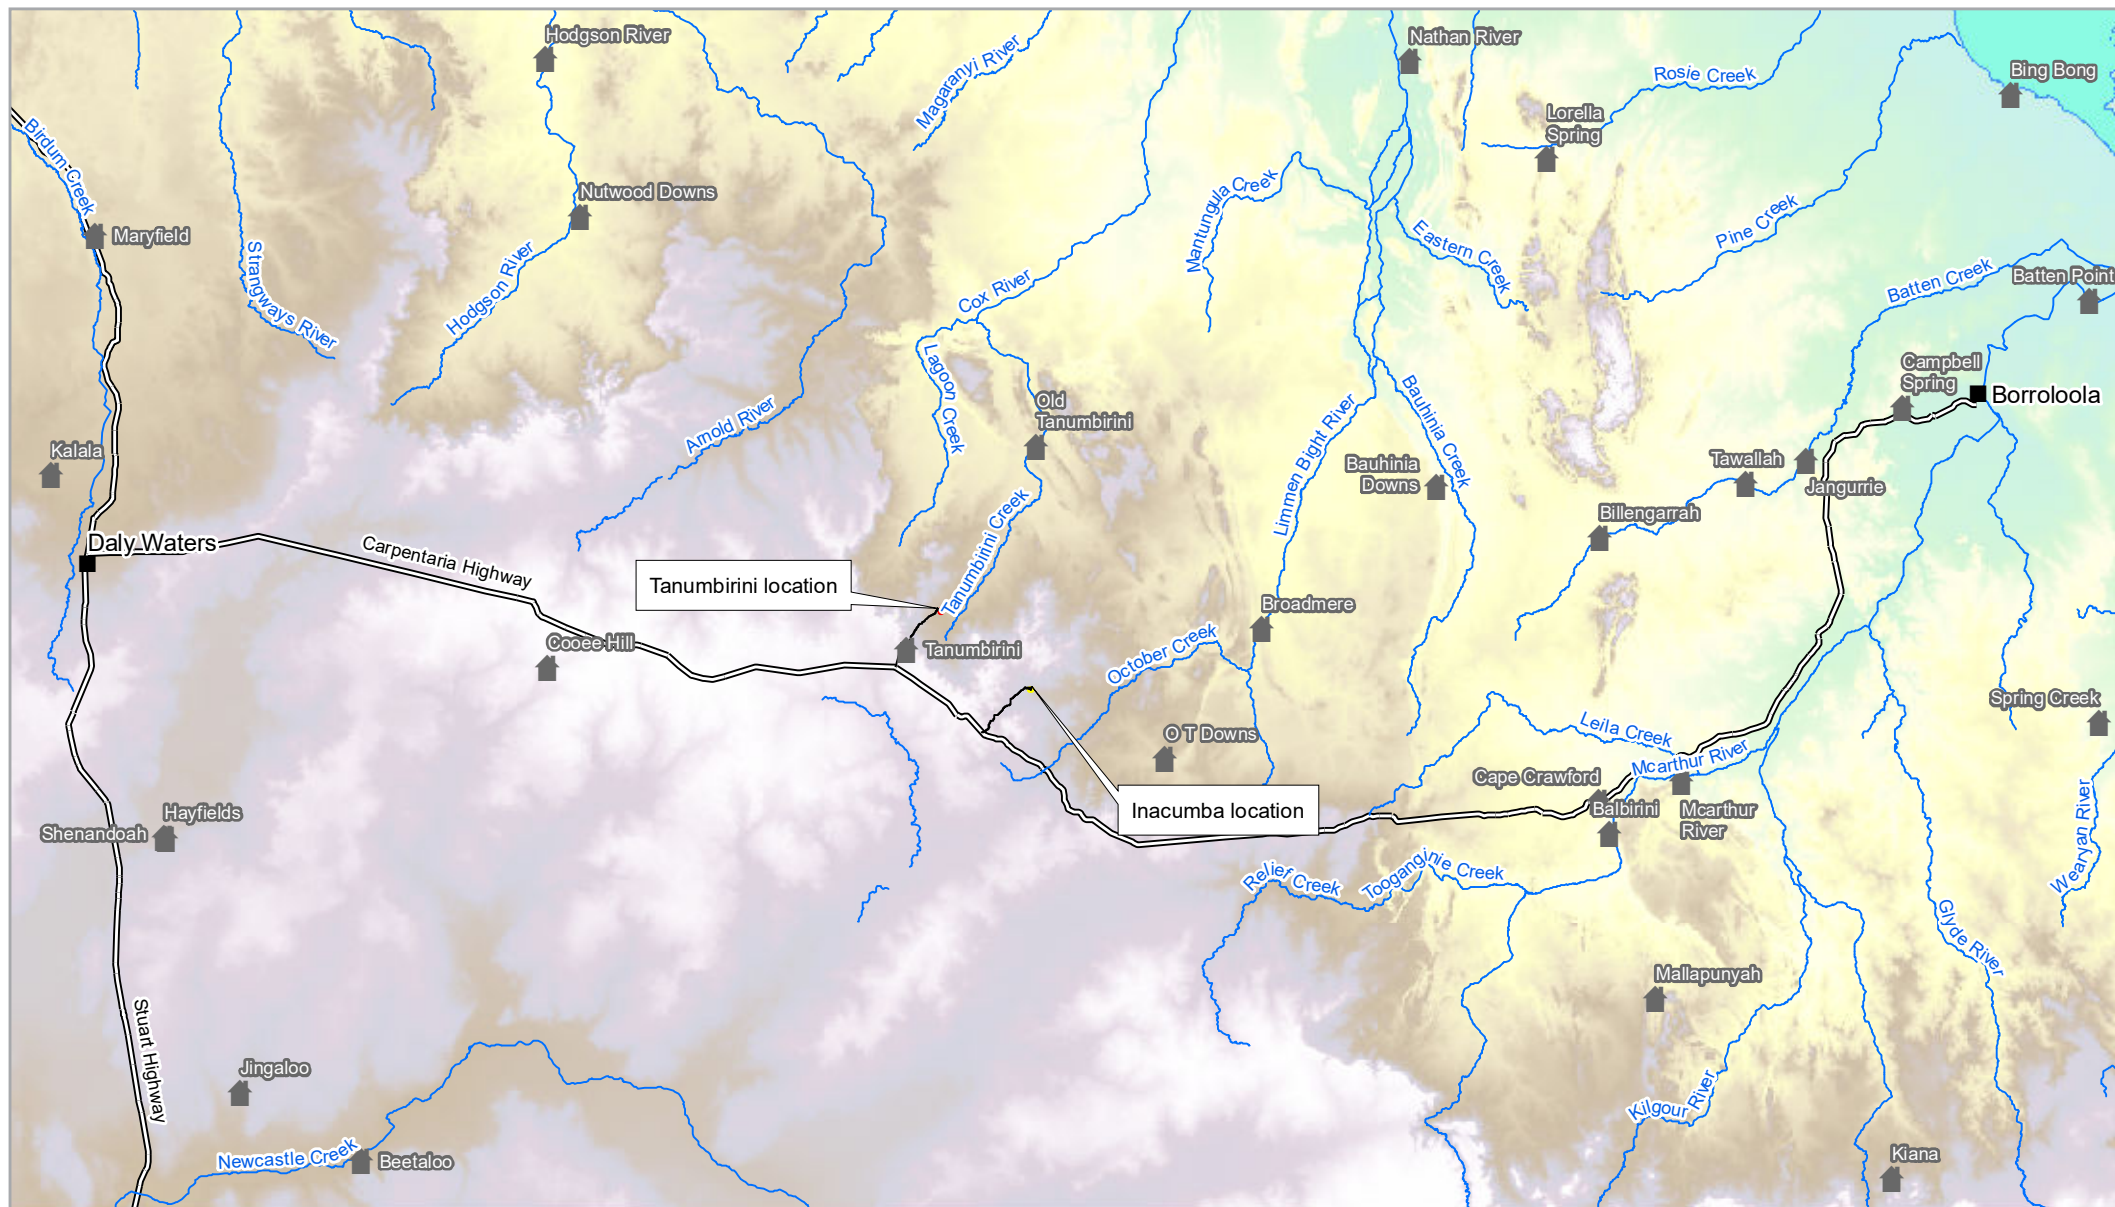 Hodgson River
Magaranyi River
Nathan River
Rosie Creek
Bing Bong
Lorella
Spring
Birdum Creek
Maryfield
Nutwood Downs
Strangways River
Hodgson River
Mantungula Creek
Eastern Creek
Pine Creek
Cox River
Batten Creek
Batten Point
Lagoon Creek
Old
Tanumbirini
Arnold River
Limmen Bight River
Bauhinia Creek
Campbell
Spring
Borroloola
Kalala
Bauhinia
Downs
Tawallah
Jangurrie
Billengarrah
Daly Waters
Carpentaria Highway
Tanumbirini location
Tanumbirini Creek
Cooee Hill
Tanumbirini
Broadmere
October Creek
O T Downs
Spring Creek
Leila Creek
Mcarthur River
Cape Crawford
Balbirini
Mcarthur
River
Inacumba location
Hayfields
Shenandoah
Relief Creek
Tooganginie Creek
Wearyan River
Glyde River
Mallapunyah
Stuart Highway
Jingaloo
Kilgour River
Newcastle Creek
Beetaloo
Kiana